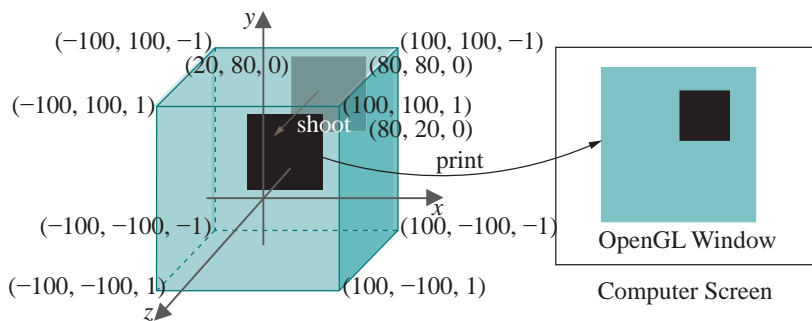 y
(−100, 100, −1)
(100, 100, −1)
(20, 80, 0)
(80, 80, 0)
(−100, 100, 1)
(100, 100, 1)
shoot
(80, 20, 0)
print
x
(−100, −100, −1)
(100, −100, −1)
OpenGL Window
(−100, −100, 1)
(100, −100, 1)
Computer Screen
z